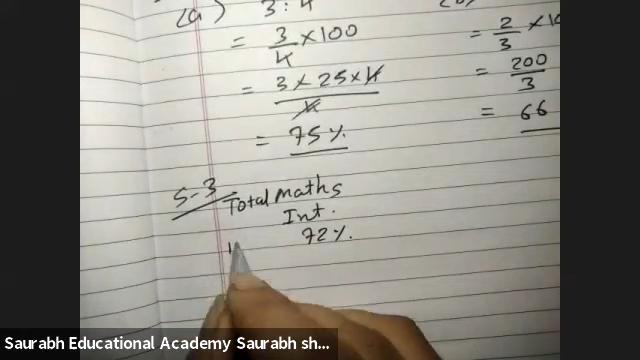 (a) 3 : 4
= 3/4 × 100
= 3 × 25 × 4 / 4
= 75%
= 2/3 × 10
= 200/3
= 66
S-3 Total Maths
Int.
72%.
Saurabh Educational Academy Saurabh sh...